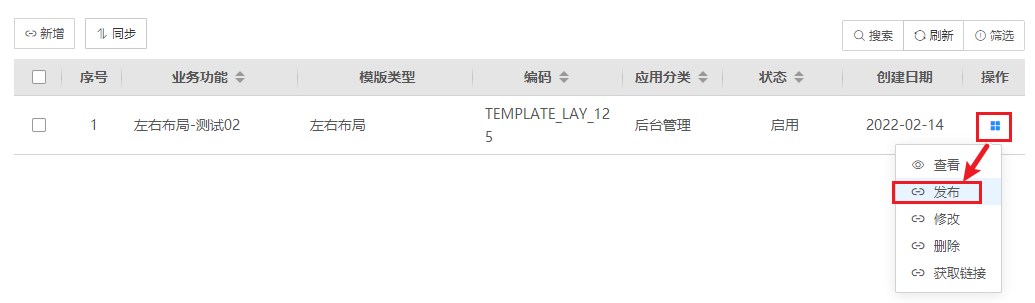 新增 同步 搜索 刷新 筛选
序号 业务功能 模版类型 编码 应用分类 状态 创建日期 操作
1 左右布局-测试02 左右布局 TEMPLATE_LAY_12
5 后台管理 启用 2022-02-14
查看
发布
修改
删除
获取链接